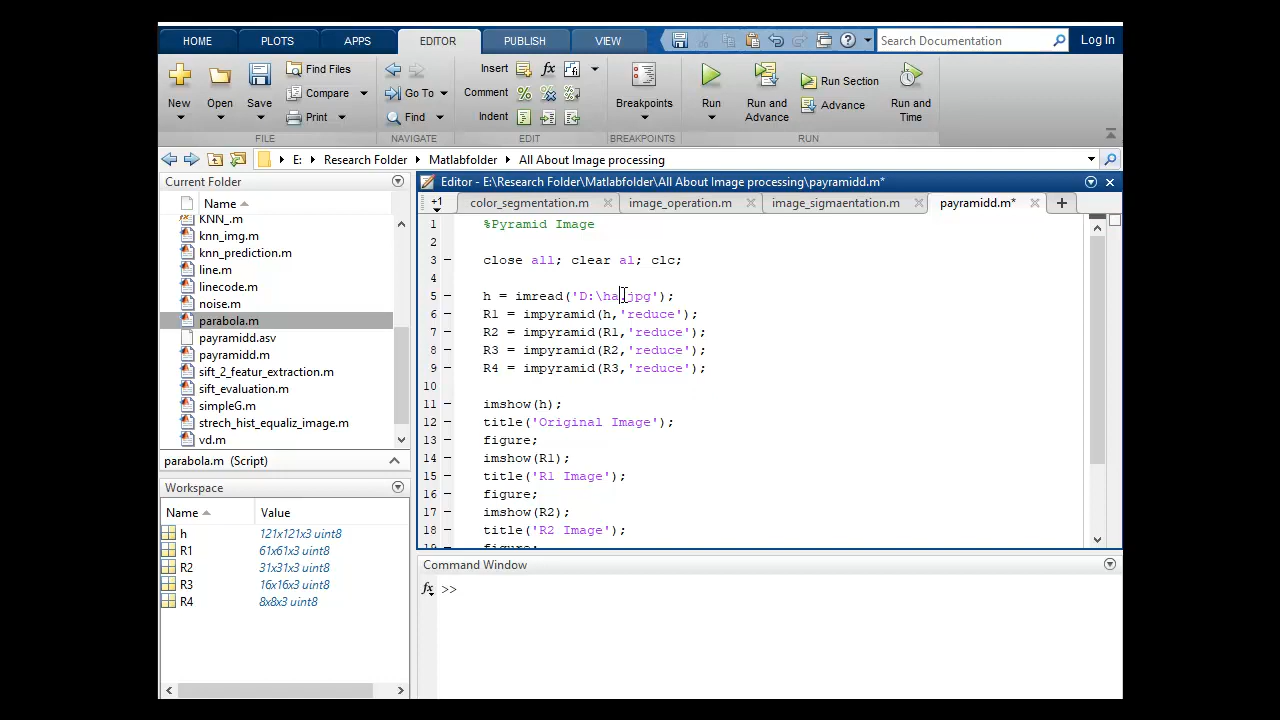 HOME PLOTS APPS EDITOR PUBLISH VIEW Search Documentation Log In
Insert fx
Find Files
Compare Go To Comment
Print Find Indent
New Open Save Breakpoints Run Run and Advance Run Section Advance Run and Time
FILE NAVIGATE EDIT BREAKPOINTS RUN
E: Research Folder Matlabfolder All About Image processing
Current Folder
Name
KNN_.m
knn_img.m
knn_prediction.m
line.m
linecode.m
noise.m
parabola.m
payramidd.asv
payramidd.m
sift_2_featur_extraction.m
sift_evaluation.m
simpleG.m
strech_hist_equaliz_image.m
vd.m
parabola.m (Script)
Workspace
Name Value
h 121x121x3 uint8
R1 61x61x3 uint8
R2 31x31x3 uint8
R3 16x16x3 uint8
R4 8x8x3 uint8
Editor - E:\Research Folder\Matlabfolder\All About Image processing\payramidd.m*
+1 color_segmentation.m image_operation.m image_sigmaentation.m payramidd.m*
1 %Pyramid Image
2
3 close all; clear al; clc;
4
5 h = imread('D:\ha.jpg');
6 R1 = impyramid(h,'reduce');
7 R2 = impyramid(R1,'reduce');
8 R3 = impyramid(R2,'reduce');
9 R4 = impyramid(R3,'reduce');
10
11 imshow(h);
12 title('Original Image');
13 figure;
14 imshow(R1);
15 title('R1 Image');
16 figure;
17 imshow(R2);
18 title('R2 Image');
19 figure;
Command Window
fx >>